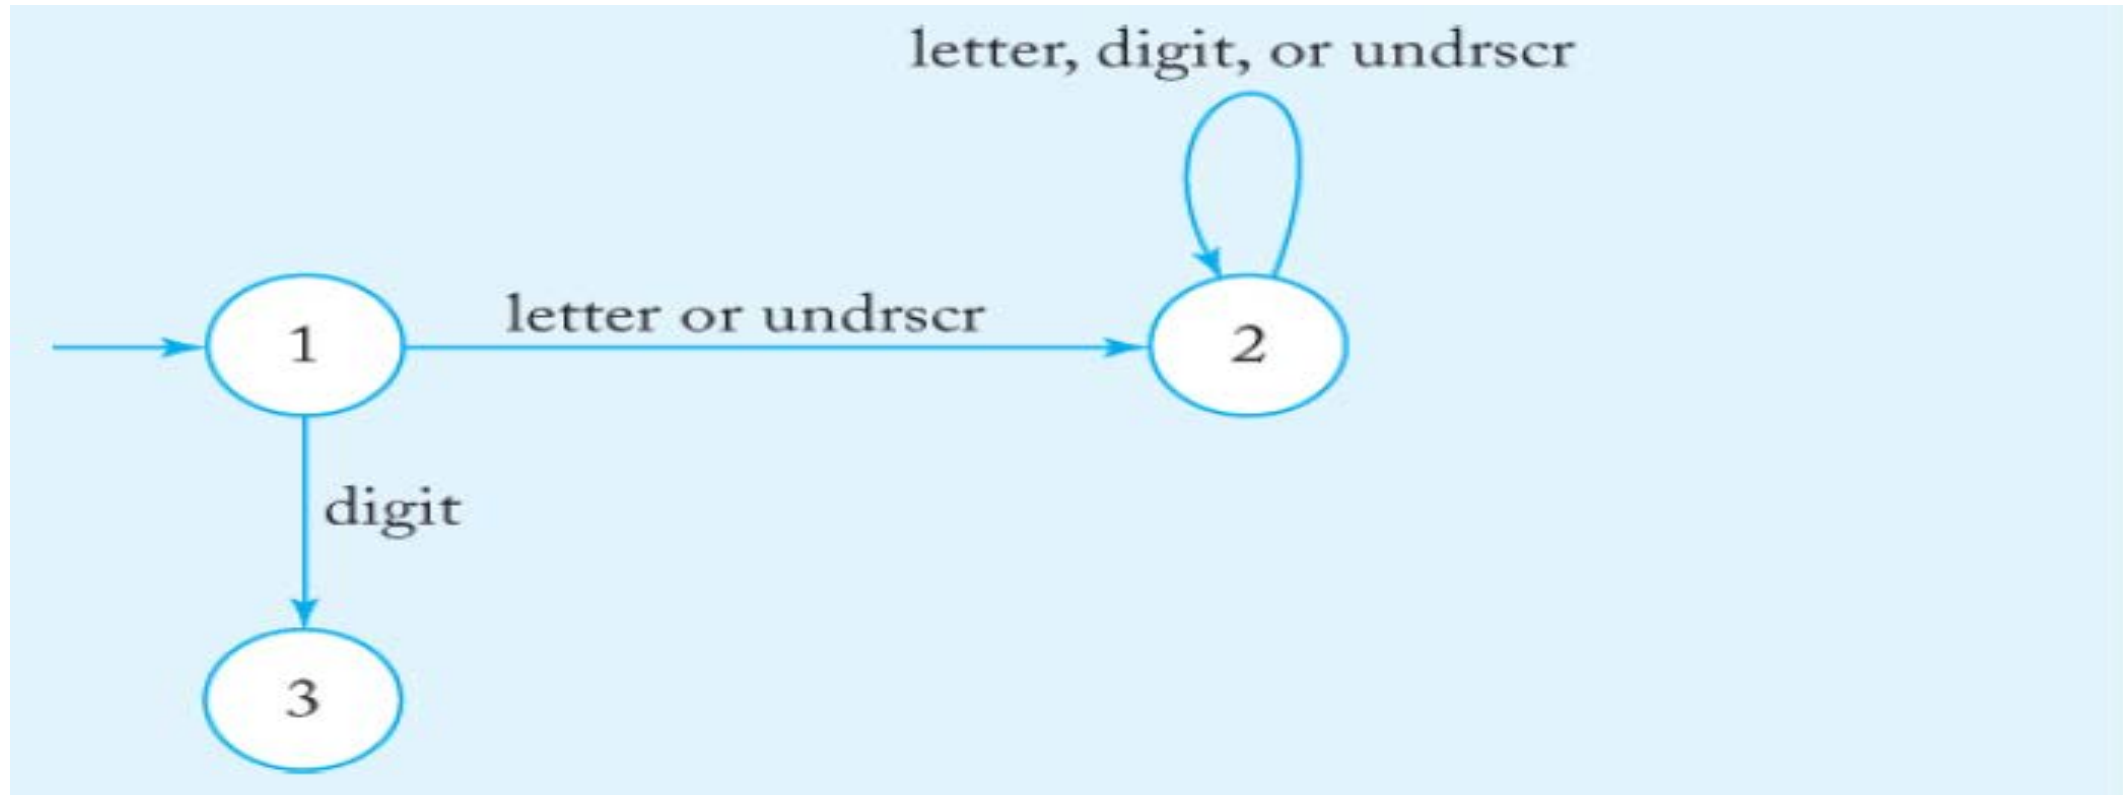 letter, digit, or undrscr
letter or undrscr
1
2
digit
3